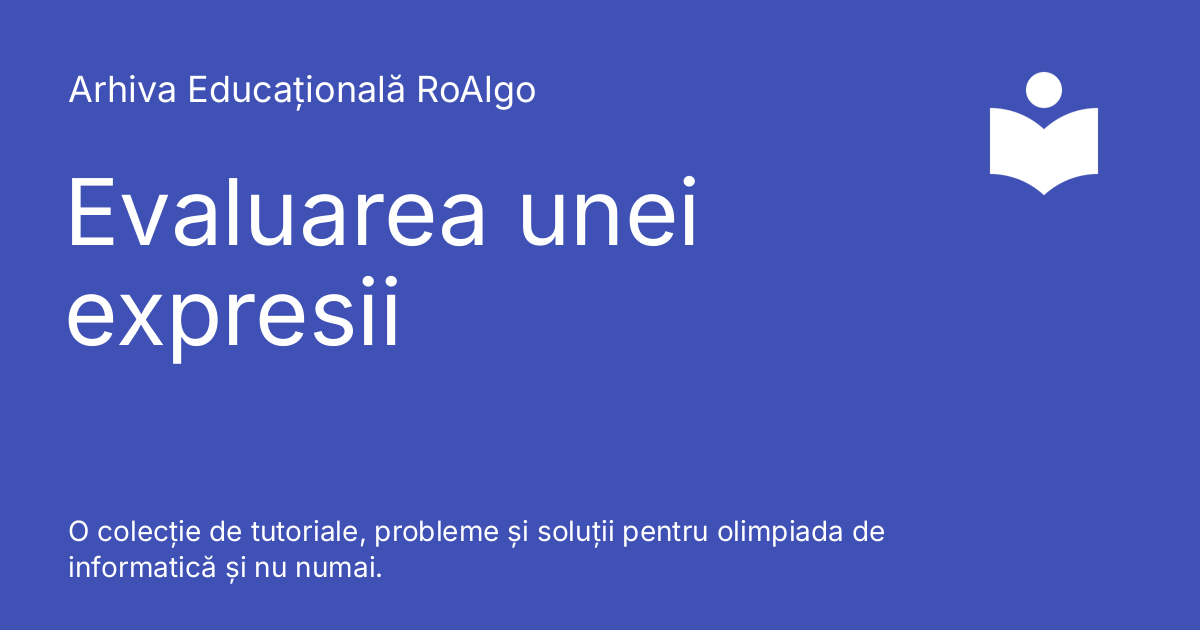 Arhiva Educațională RoAlgo
Evaluarea unei
expresii
O colecție de tutoriale, probleme și soluții pentru olimpiada de
informatică și nu numai.